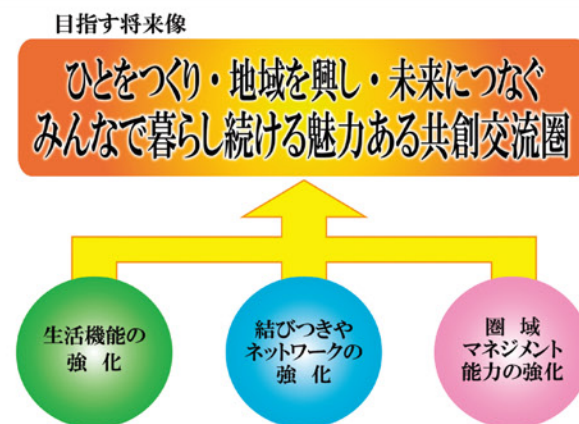 目指す将来像
ひとをつくり・地域を興し・未来につなぐ
みんなで暮らし続ける魅力ある共創交流圏
生活機能の
強 化
結びつきや
ネットワークの
強 化
圏 域
マネジメント
能力の強化